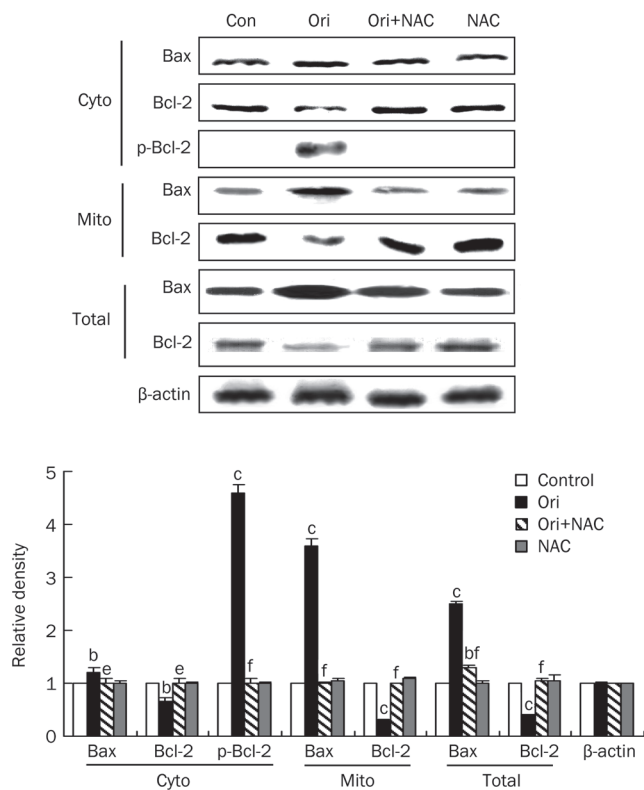 Con Ori Ori+NAC NAC
Cyto
Bax
Bcl-2
p-Bcl-2
Mito
Bax
Bcl-2
Total
Bax
Bcl-2
β-actin
Relative density
5
4
3
2
1
0
Control
Ori
Ori+NAC
NAC
b e b e c f c f c f c bf c f
Bax Bcl-2 p-Bcl-2 Bax Bcl-2 Bax Bcl-2 β-actin
Cyto Mito Total